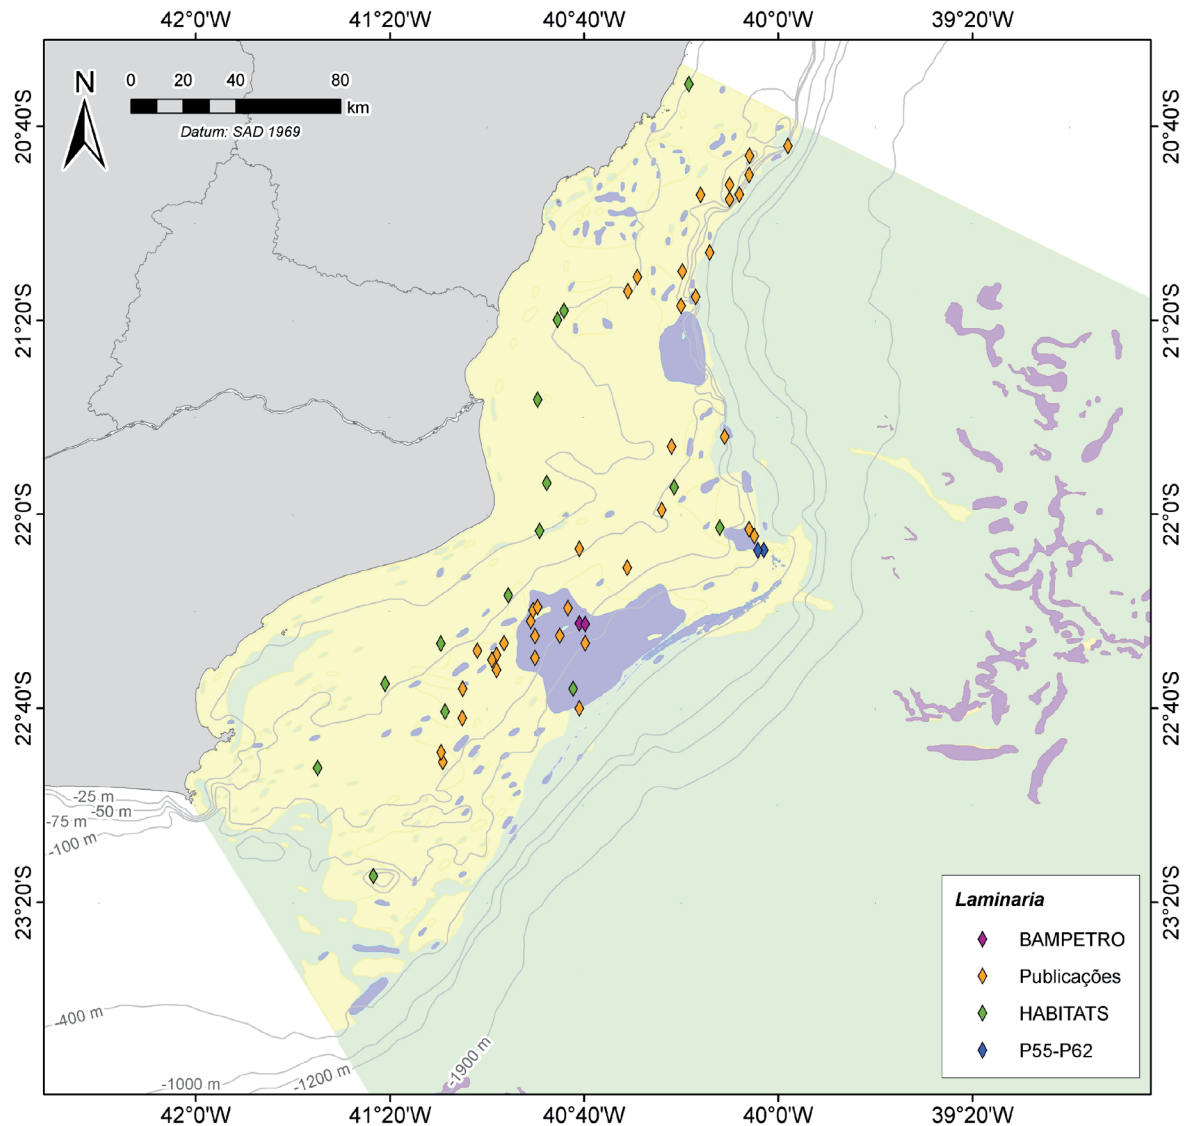 42°0'W 41°20'W 40°40'W 40°0'W 39°20'W
N
0 20 40 80
km
Datum: SAD 1969
20°40'S 20°40'S
21°20'S 21°20'S
22°0'S 22°0'S
22°40'S 22°40'S
23°20'S 23°20'S
-25 m
-50 m
-75 m
-100 m
-400 m
-1000 m
-1200 m
-1900 m
Laminaria
BAMPETRO
Publicações
HABITATS
P55-P62
42°0'W 41°20'W 40°40'W 40°0'W 39°20'W